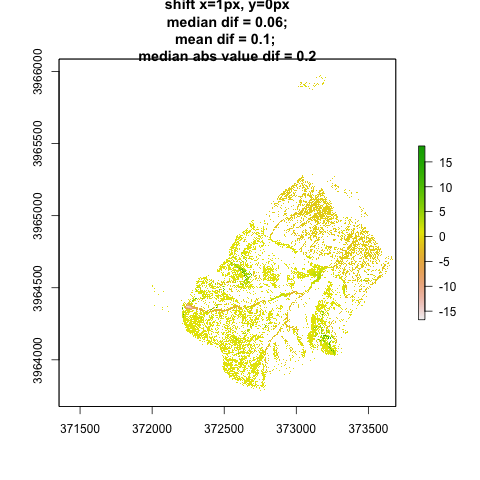 shift x=1px, y=0px
median dif = 0.06;
mean dif = 0.1;
median abs value dif = 0.2
3966000
3965500
3965000
3964500
3964000
371500 372000 372500 373000 373500
15
10
5
0
-5
-10
-15